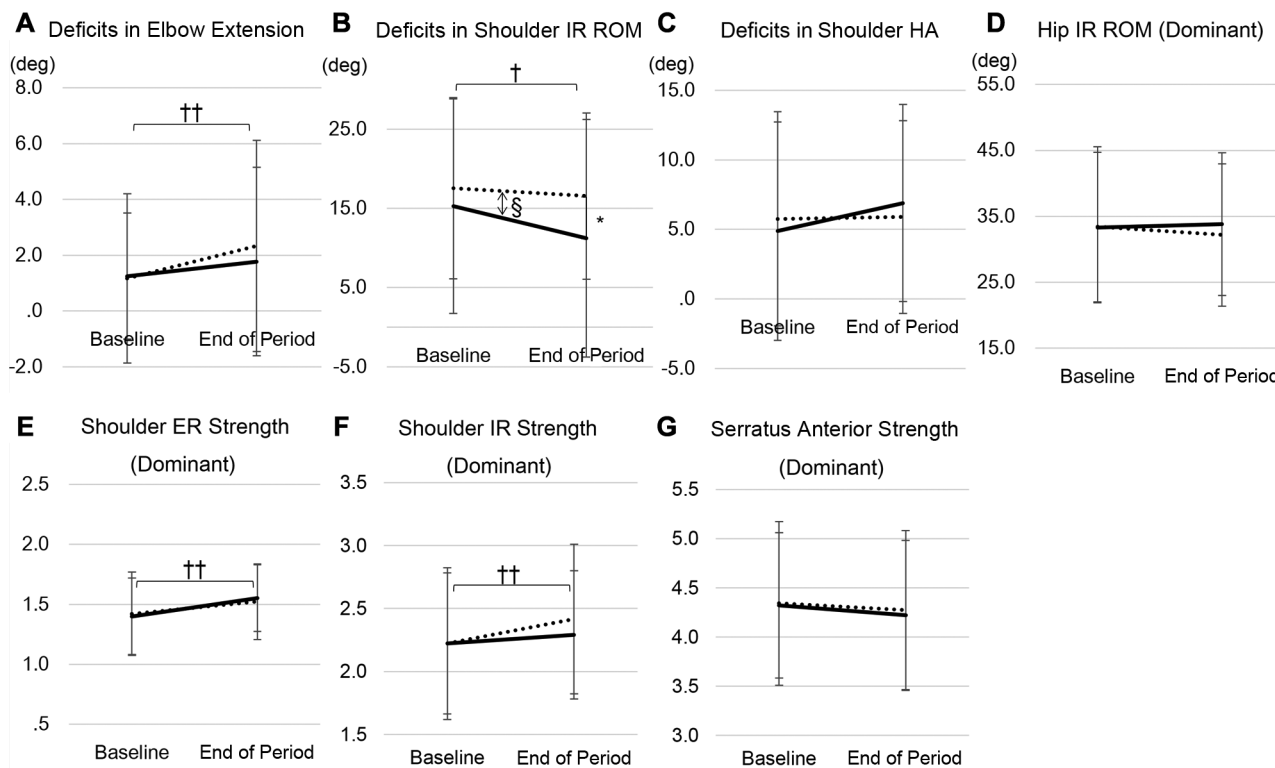 A Deficits in Elbow Extension
(deg)
8.0
††
6.0
4.0
2.0
.0
Baseline End of Period
-2.0
B Deficits in Shoulder IR ROM
(deg)
†
25.0
15.0
§
*
5.0
Baseline End of Period
-5.0
C Deficits in Shoulder HA
(deg)
15.0
10.0
5.0
.0
Baseline End of Period
-5.0
D Hip IR ROM (Dominant)
(deg)
55.0
45.0
35.0
25.0
15.0
Baseline End of Period
E Shoulder ER Strength
(Dominant)
2.5
2.0
††
1.5
1.0
.5
Baseline End of Period
F Shoulder IR Strength
(Dominant)
3.5
3.0
††
2.5
2.0
1.5
Baseline End of Period
G Serratus Anterior Strength
(Dominant)
5.5
5.0
4.5
4.0
3.5
3.0
Baseline End of Period